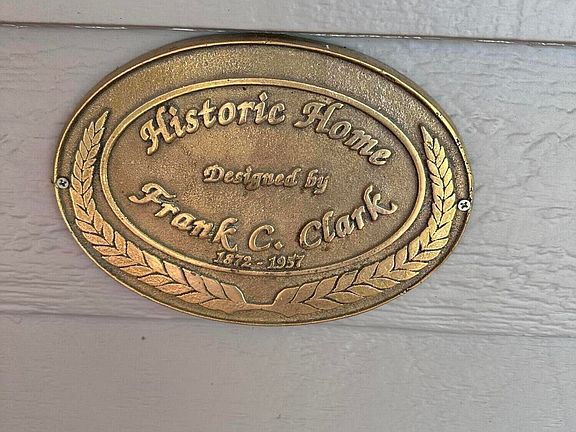 Historic Home
Designed by
Frank C. Clark
1872 - 1957